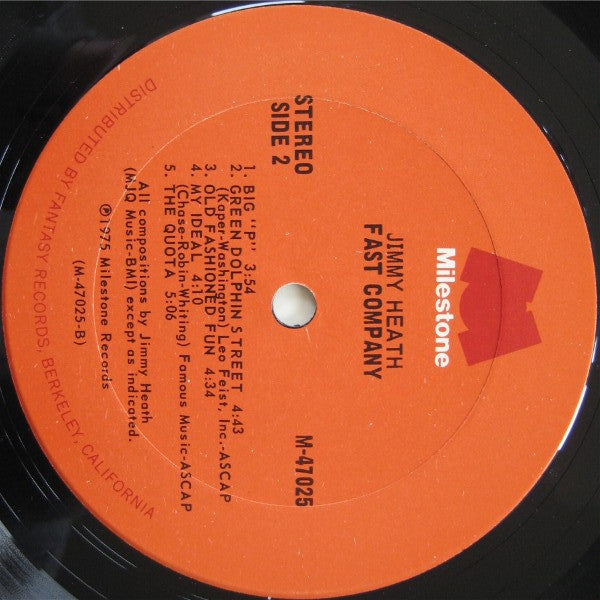 Milestone
JIMMY HEATH
FAST COMPANY
STEREO
SIDE 2
M-47025
1. BIG "P" 3:54
2. GREEN DOLPHIN STREET 4:43
(Kaper-Washington) Leo Feist, Inc.-ASCAP
3. OLD FASHIONED FUN 4:34
4. MY IDEAL 4:10
(Chase-Robin-Whiting) Famous Music-ASCAP
5. THE QUOTA 5:06
All compositions by Jimmy Heath
(MJQ Music-BMI) except as indicated.
℗1975 Milestone Records
(M-47025-B)
DISTRIBUTED BY FANTASY RECORDS, BERKELEY, CALIFORNIA